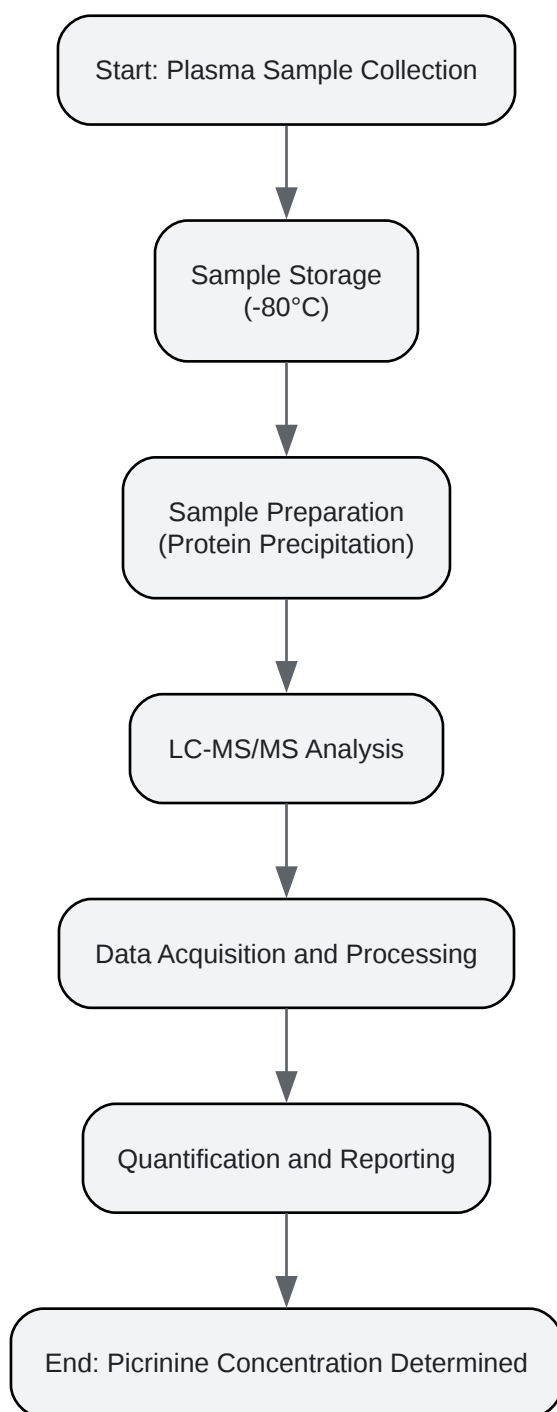 Start: Plasma Sample Collection
Sample Storage
(-80°C)
Sample Preparation
(Protein Precipitation)
LC-MS/MS Analysis
Data Acquisition and Processing
Quantification and Reporting
End: Picrinine Concentration Determined